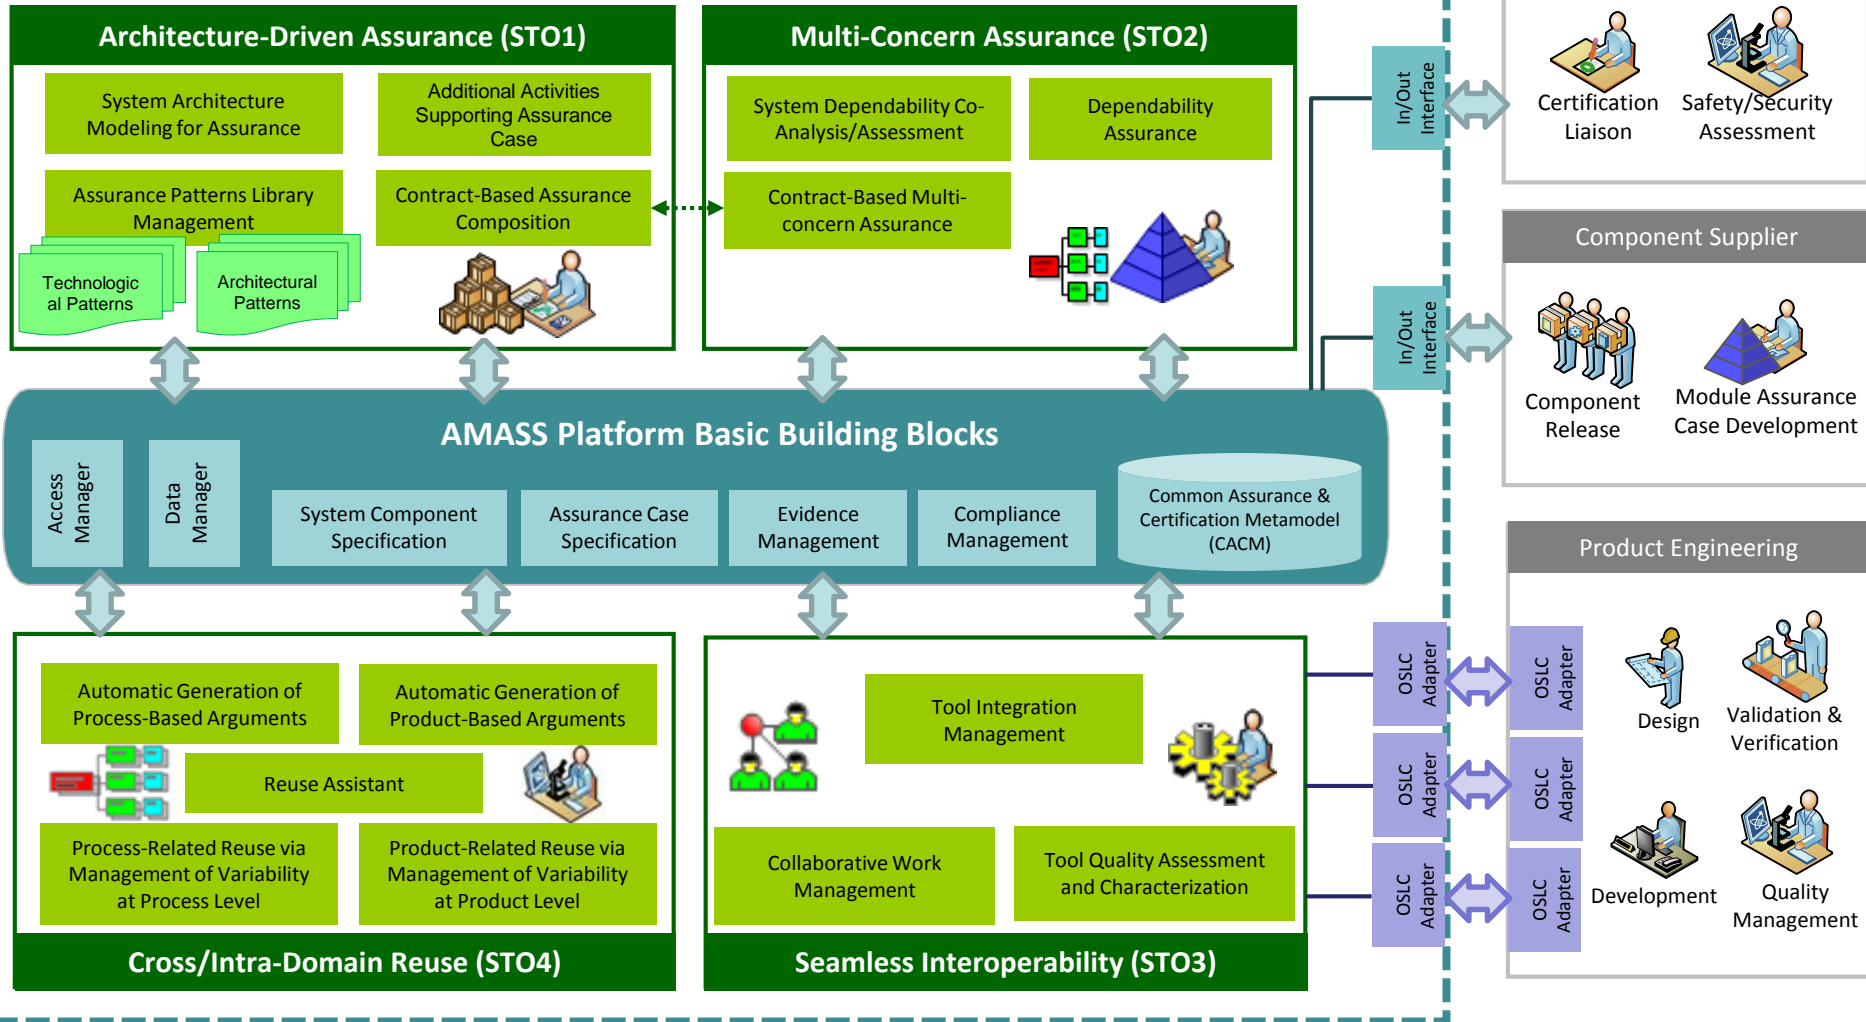 Architecture-Driven Assurance (STO1)
System Architecture
Modeling for Assurance
Additional Activities
Supporting Assurance
Case
Assurance Patterns Library
Management
Contract-Based Assurance
Composition
Technologic
al Patterns
Architectural
Patterns
Multi-Concern Assurance (STO2)
System Dependability Co-
Analysis/Assessment
Dependability
Assurance
Contract-Based Multi-
concern Assurance
In/Out
Interface
In/Out
Interface
Certification
Liaison
Safety/Security
Assessment
Component Supplier
Component
Release
Module Assurance
Case Development
AMASS Platform Basic Building Blocks
Access
Manager
Data
Manager
System Component
Specification
Assurance Case
Specification
Evidence
Management
Compliance
Management
Common Assurance &
Certification Metamodel
(CACM)
Automatic Generation of
Process-Based Arguments
Automatic Generation of
Product-Based Arguments
Reuse Assistant
Process-Related Reuse via
Management of Variability
at Process Level
Product-Related Reuse via
Management of Variability
at Product Level
Cross/Intra-Domain Reuse (STO4)
Tool Integration
Management
Collaborative Work
Management
Tool Quality Assessment
and Characterization
Seamless Interoperability (STO3)
OSLC
Adapter
OSLC
Adapter
OSLC
Adapter
Product Engineering
OSLC
Adapter
OSLC
Adapter
OSLC
Adapter
Design
Validation &
Verification
Development
Quality
Management